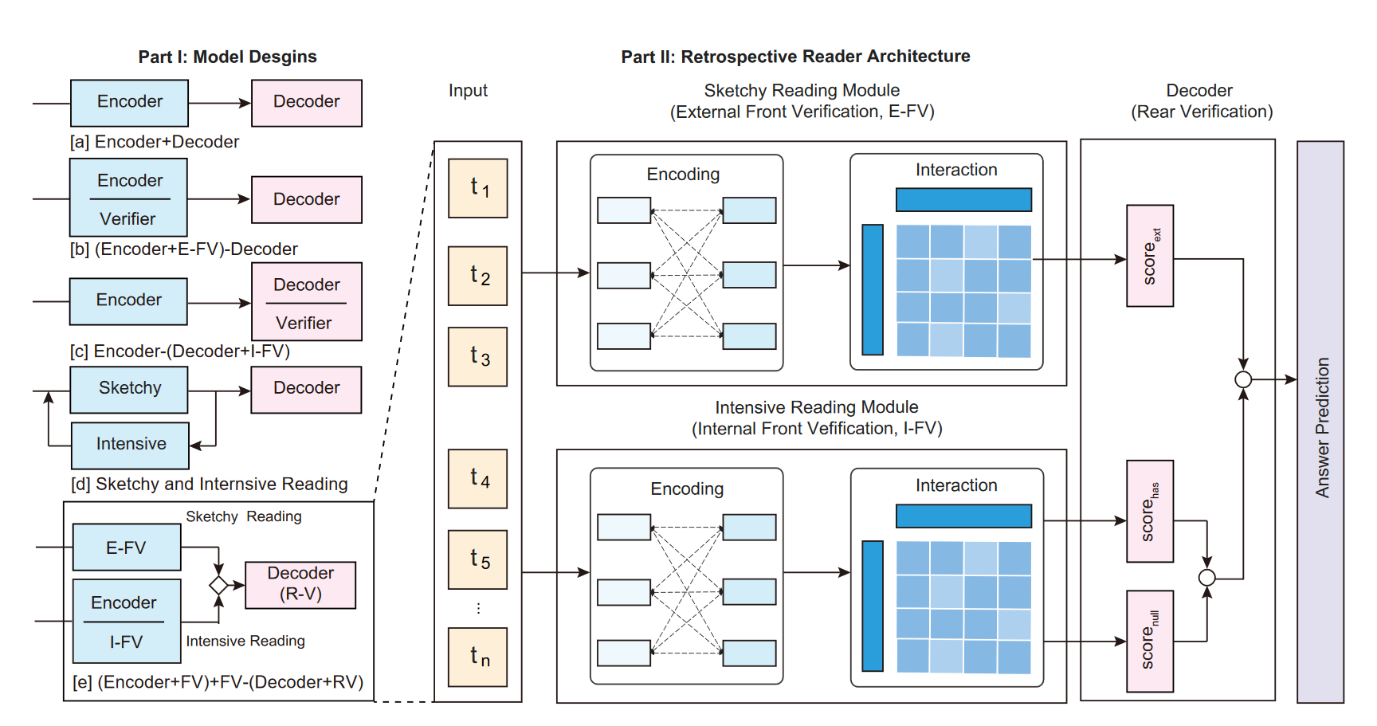 Part I: Model Desgins
Encoder
Decoder
[a] Encoder+Decoder
Encoder
Verifier
Decoder
[b] (Encoder+E-FV)-Decoder
Encoder
Decoder
Verifier
[c] Encoder-(Decoder+I-FV)
Sketchy
Decoder
Intensive
[d] Sketchy and Internsive Reading
Sketchy Reading
E-FV
Encoder
I-FV
Decoder
(R-V)
Intensive Reading
[e] (Encoder+FV)+FV-(Decoder+RV)
Part II: Retrospective Reader Architecture
Input
t1
t2
t3
t4
t5
...
tn
Sketchy Reading Module
(External Front Verification, E-FV)
Encoding
Interaction
Intensive Reading Module
(Internal Front Vefification, I-FV)
Encoding
Interaction
Decoder
(Rear Verification)
scoreext
scorehas
scorenull
Answer Prediction